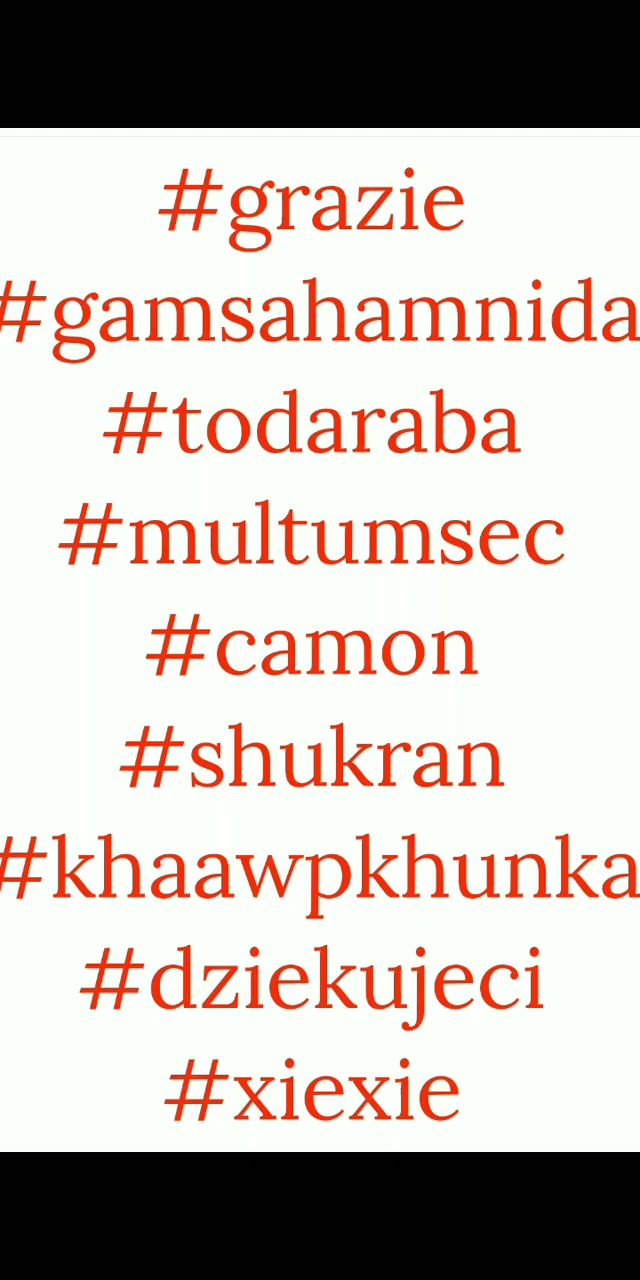 #grazie
#gamsahamnida
#todaraba
#multumsec
#camon
#shukran
#khaawpkhunka
#dziekujeci
#xiexie